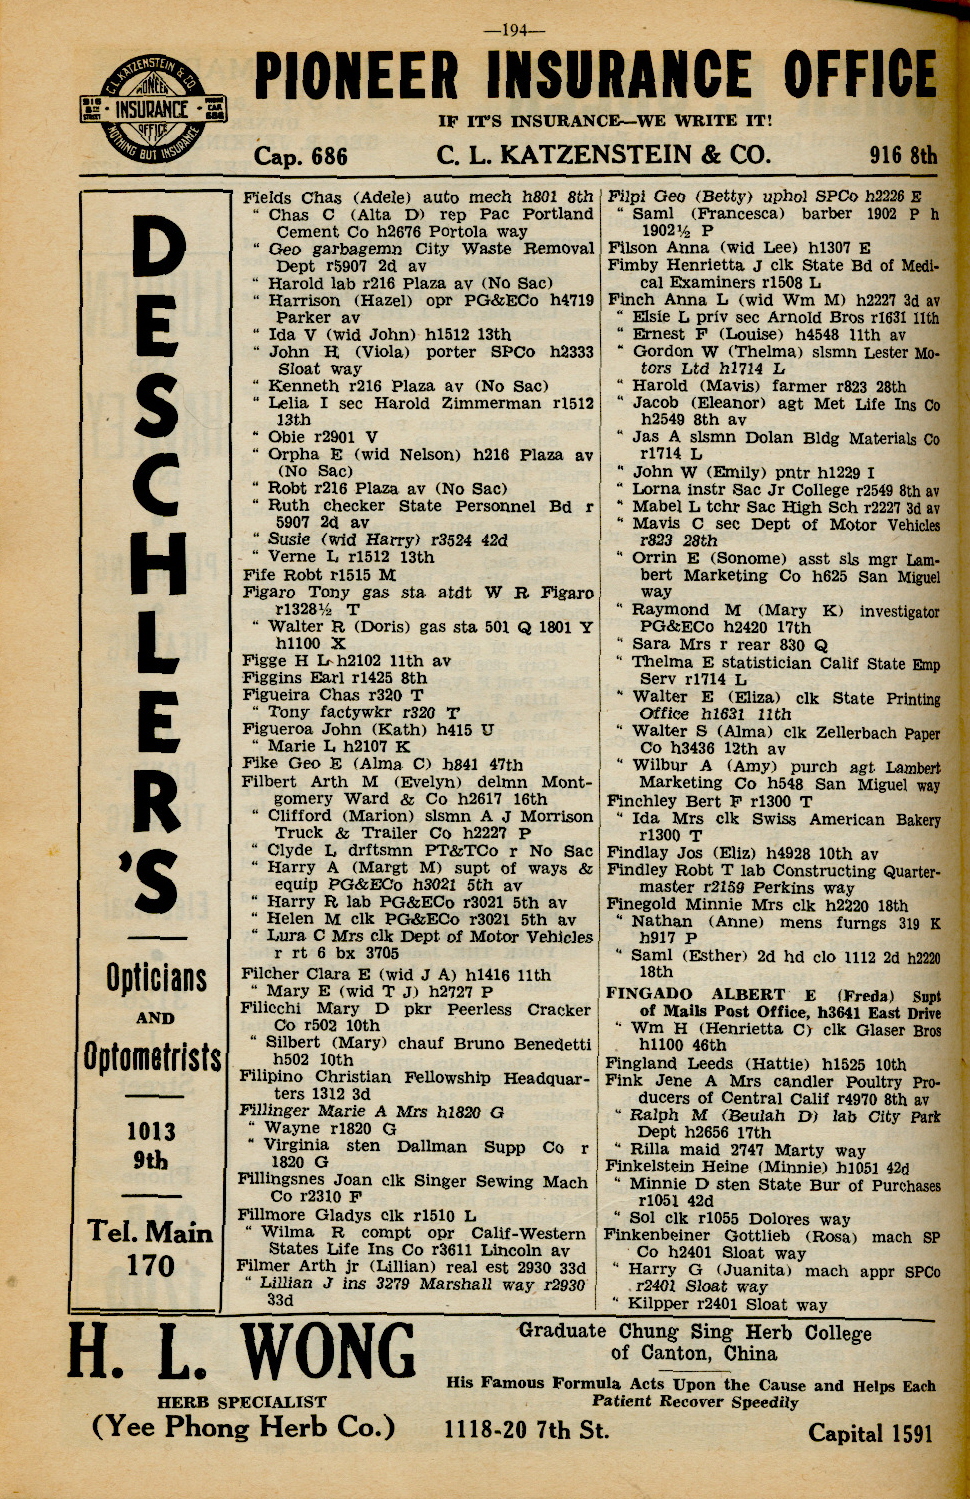 —194—
C. L. KATZENSTEIN & CO.
PIONEER
916 8TH STREET · INSURANCE · PHONE CAP. 686
OFFICE
NOTHING BUT INSURANCE
PIONEER INSURANCE OFFICE
IF IT'S INSURANCE—WE WRITE IT!
Cap. 686 C. L. KATZENSTEIN & CO. 916 8th
DESCHLER'S
Opticians
AND
Optometrists
1013
9th
Tel. Main
170
Fields Chas (Adele) auto mech h801 8th
" Chas C (Alta D) rep Pac Portland
Cement Co h2676 Portola way
" Geo garbagemn City Waste Removal
Dept r5907 2d av
" Harold lab r216 Plaza av (No Sac)
" Harrison (Hazel) opr PG&ECo h4719
Parker av
" Ida V (wid John) h1512 13th
" John H (Viola) porter SPCo h2333
Sloat way
" Kenneth r216 Plaza av (No Sac)
" Lelia I sec Harold Zimmerman r1512
13th
" Obie r2901 V
" Orpha E (wid Nelson) h216 Plaza av
(No Sac)
" Robt r216 Plaza av (No Sac)
" Ruth checker State Personnel Bd r
5907 2d av
" Susie (wid Harry) r3524 42d
" Verne L r1512 13th
Fife Robt r1515 M
Figaro Tony gas sta atdt W R Figaro
r1328½ T
" Walter R (Doris) gas sta 501 Q 1801 Y
h1100 X
Figge H L h2102 11th av
Figgins Earl r1425 8th
Figueira Chas r320 T
" Tony factywkr r320 T
Figueroa John (Kath) h415 U
" Marie L h2107 K
Fike Geo E (Alma C) h841 47th
Filbert Arth M (Evelyn) delmn Mont-
gomery Ward & Co h2617 16th
" Clifford (Marion) slsmn A J Morrison
Truck & Trailer Co h2227 P
" Clyde L drftsmn PT&TCo r No Sac
" Harry A (Margt M) supt of ways &
equip PG&ECo h3021 5th av
" Harry R lab PG&ECo r3021 5th av
" Helen M clk PG&ECo r3021 5th av
" Lura C Mrs clk Dept of Motor Vehicles
r rt 6 bx 3705
Filcher Clara E (wid J A) h1416 11th
" Mary E (wid T J) h2727 P
Filicchi Mary D pkr Peerless Cracker
Co r502 10th
" Silbert (Mary) chauf Bruno Benedetti
h502 10th
Filipino Christian Fellowship Headquar-
ters 1312 3d
Fillinger Marie A Mrs h1820 G
" Wayne r1820 G
" Virginia sten Dallman Supp Co r
1820 G
Fillingsnes Joan clk Singer Sewing Mach
Co r2310 F
Fillmore Gladys clk r1510 L
" Wilma R compt opr Calif-Western
States Life Ins Co r3611 Lincoln av
Filmer Arth jr (Lillian) real est 2930 33d
" Lillian J ins 3279 Marshall way r2930
33d
Filpi Geo (Betty) uphol SPCo h2226 E
" Saml (Francesca) barber 1902 P h
1902½ P
Filson Anna (wid Lee) h1307 E
Fimby Henrietta J clk State Bd of Medi-
cal Examiners r1508 L
Finch Anna L (wid Wm M) h2227 3d av
" Elsie L priv sec Arnold Bros r1631 11th
" Ernest F (Louise) h4548 11th av
" Gordon W (Thelma) slsmn Lester Mo-
tors Ltd h1714 L
" Harold (Mavis) farmer r823 28th
" Jacob (Eleanor) agt Met Life Ins Co
h2549 8th av
" Jas A slsmn Dolan Bldg Materials Co
r1714 L
" John W (Emily) pntr h1229 I
" Lorna instr Sac Jr College r2549 8th av
" Mabel L tchr Sac High Sch r2227 3d av
" Mavis C sec Dept of Motor Vehicles
r823 28th
" Orrin E (Sonome) asst sls mgr Lam-
bert Marketing Co h625 San Miguel
way
" Raymond M (Mary K) investigator
PG&ECo h2420 17th
" Sara Mrs r rear 830 Q
" Thelma E statistician Calif State Emp
Serv r1714 L
" Walter E (Eliza) clk State Printing
Office h1631 11th
" Walter S (Alma) clk Zellerbach Paper
Co h3436 12th av
" Wilbur A (Amy) purch agt Lambert
Marketing Co h548 San Miguel way
Finchley Bert F r1300 T
" Ida Mrs clk Swiss American Bakery
r1300 T
Findlay Jos (Eliz) h4928 10th av
Findley Robt T lab Constructing Quarter-
master r2159 Perkins way
Finegold Minnie Mrs clk h2220 18th
" Nathan (Anne) mens furngs 319 K
h917 P
" Saml (Esther) 2d hd clo 1112 2d h2220
18th
FINGADO ALBERT E (Freda) Supt
of Mails Post Office, h3641 East Drive
" Wm H (Henrietta C) clk Glaser Bros
h1100 46th
Fingland Leeds (Hattie) h1525 10th
Fink Jene A Mrs candler Poultry Pro-
ducers of Central Calif r4970 8th av
" Ralph M (Beulah D) lab City Park
Dept h2656 17th
" Rilla maid 2747 Marty way
Finkelstein Heine (Minnie) h1051 42d
" Minnie D sten State Bur of Purchases
r1051 42d
" Sol clk r1055 Dolores way
Finkenbeiner Gottlieb (Rosa) mach SP
Co h2401 Sloat way
" Harry G (Juanita) mach appr SPCo
r2401 Sloat way
" Kilpper r2401 Sloat way
H. L. WONG
HERB SPECIALIST
(Yee Phong Herb Co.)
Graduate Chung Sing Herb College
of Canton, China
His Famous Formula Acts Upon the Cause and Helps Each
Patient Recover Speedily
1118-20 7th St. Capital 1591